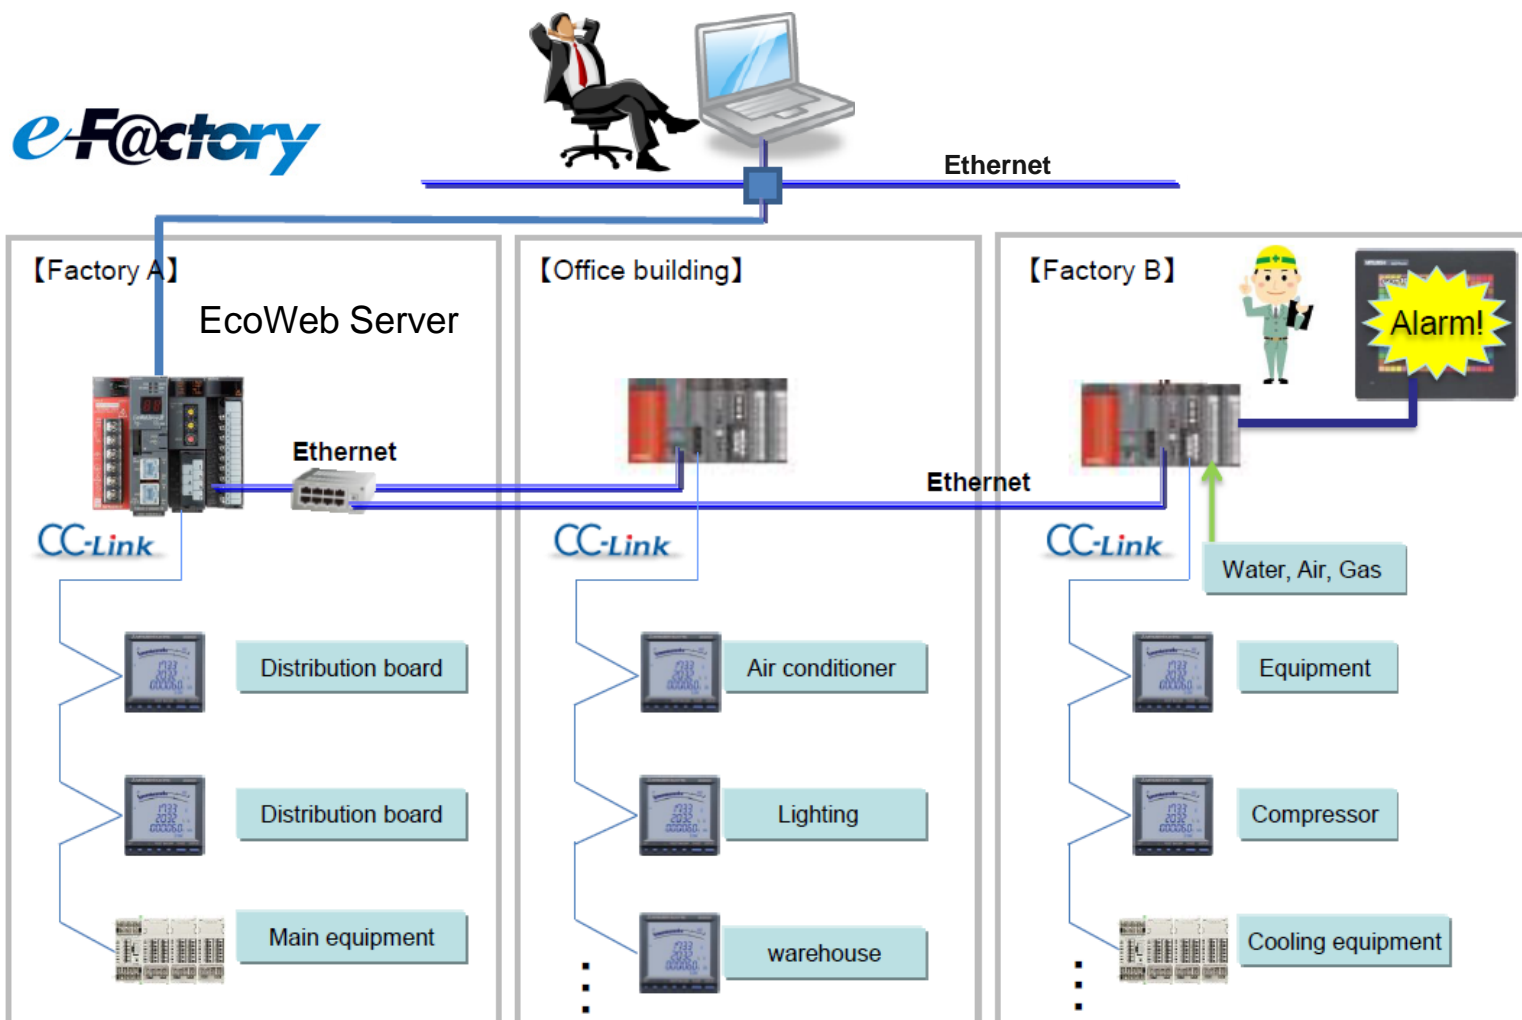 e-F@ctory
Ethernet
【Factory A】
【Office building】
【Factory B】
EcoWeb Server
Alarm!
Ethernet
Ethernet
CC-Link
CC-Link
CC-Link
Water, Air, Gas
Distribution board
Air conditioner
Equipment
Distribution board
Lighting
Compressor
Main equipment
warehouse
Cooling equipment